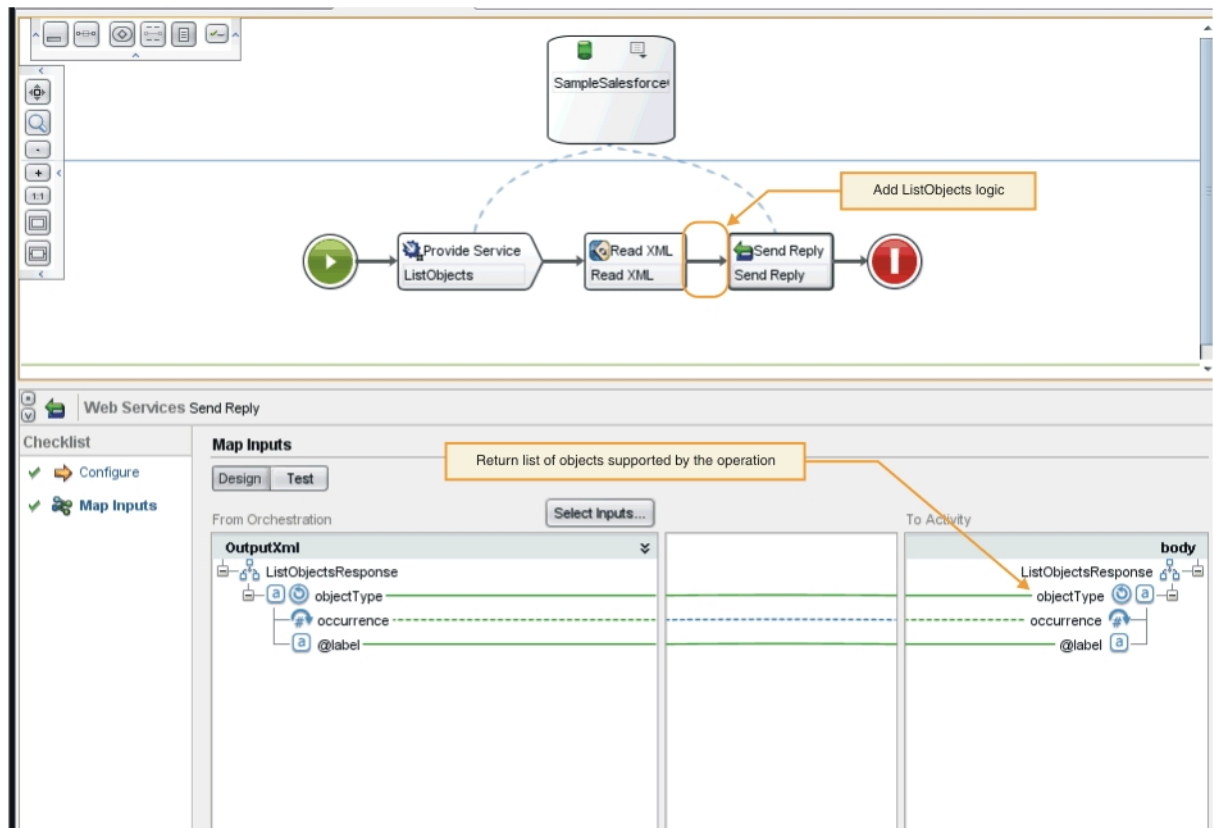 SampleSalesforce
Add ListObjects logic
Provide Service
ListObjects
Read XML
Read XML
Send Reply
Send Reply
1:1
Web Services Send Reply
Checklist
Configure
Map Inputs
Map Inputs
Return list of objects supported by the operation
Design Test
From Orchestration
Select Inputs...
To Activity
OutputXml
body
ListObjectsResponse
ListObjectsResponse
a objectType
objectType a
# occurrence
occurrence #
a @label
@label a